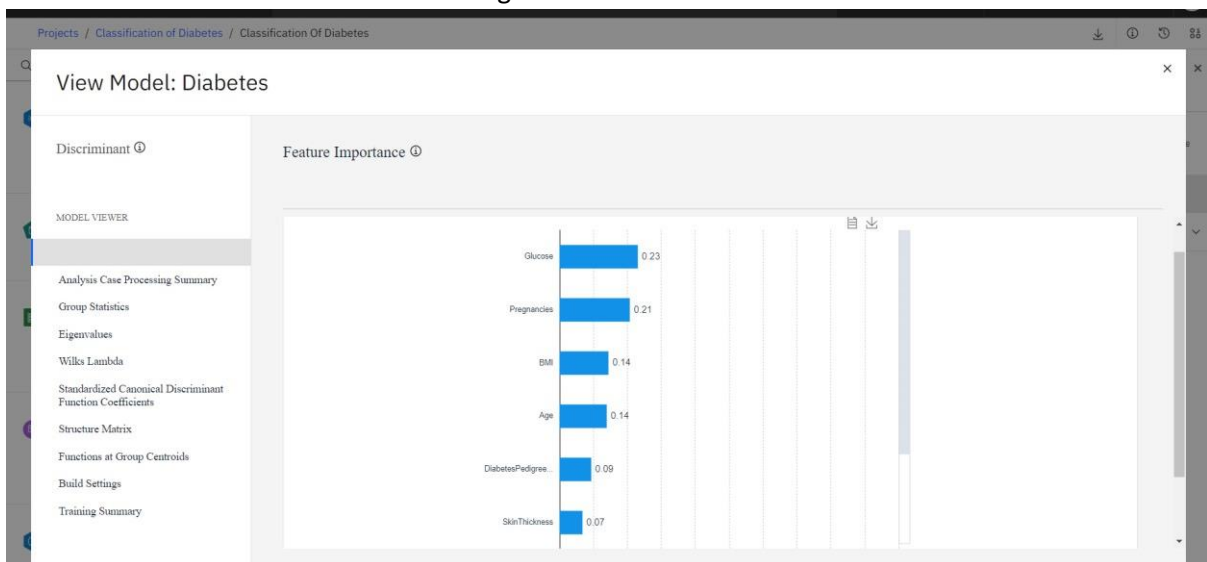 Projects / Classification of Diabetes / Classification Of Diabetes
View Model: Diabetes
Discriminant
MODEL VIEWER
Analysis Case Processing Summary
Group Statistics
Eigenvalues
Wilks Lambda
Standardized Canonical Discriminant
Function Coefficients
Structure Matrix
Functions at Group Centroids
Build Settings
Training Summary
Feature Importance
Glucose 0.23
Pregnancies 0.21
BMI 0.14
Age 0.14
DiabetesPedigree... 0.09
SkinThickness 0.07